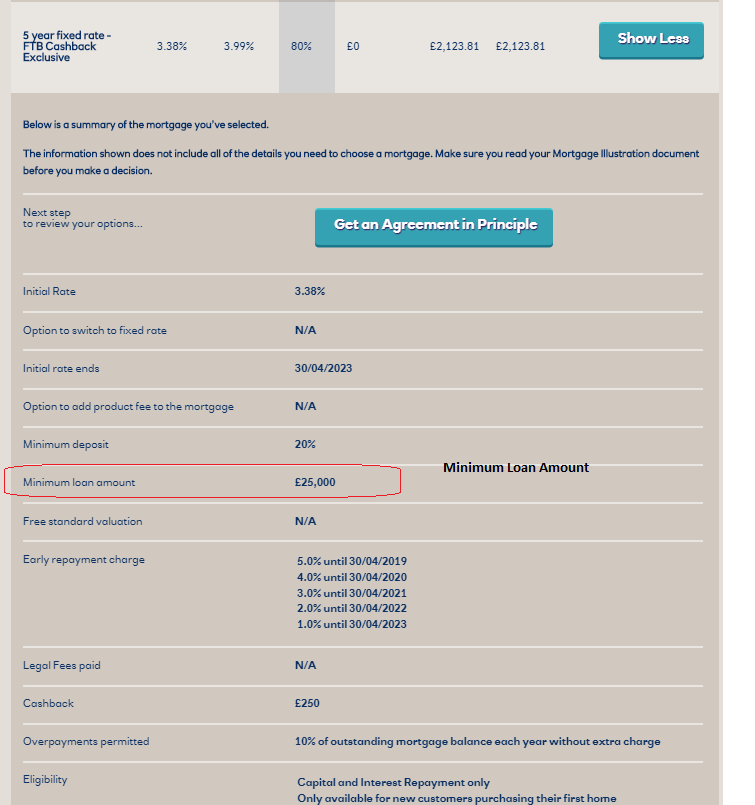 5 year fixed rate -
FTB Cashback
Exclusive
3.38% 3.99% 80% £0 £2,123.81 £2,123.81 Show Less
Below is a summary of the mortgage you've selected.
The information shown does not include all of the details you need to choose a mortgage. Make sure you read your Mortgage Illustration document
before you make a decision.
Next step
to review your options...
Get an Agreement in Principle
Initial Rate 3.38%
Option to switch to fixed rate N/A
Initial rate ends 30/04/2023
Option to add product fee to the mortgage N/A
Minimum deposit 20%
Minimum Loan Amount
Minimum loan amount £25,000
Free standard valuation N/A
Early repayment charge 5.0% until 30/04/2019
4.0% until 30/04/2020
3.0% until 30/04/2021
2.0% until 30/04/2022
1.0% until 30/04/2023
Legal Fees paid N/A
Cashback £250
Overpayments permitted 10% of outstanding mortgage balance each year without extra charge
Eligibility Capital and Interest Repayment only
Only available for new customers purchasing their first home